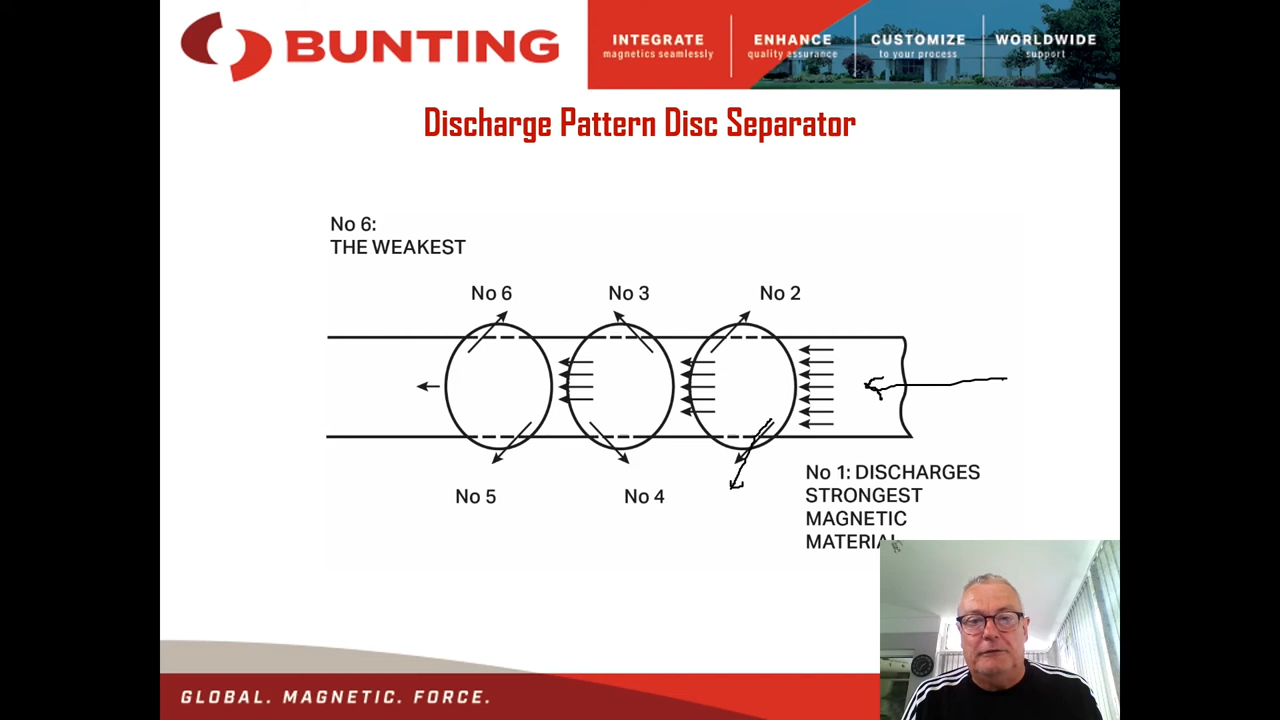 BUNTING
INTEGRATE
magnetics seamlessly
ENHANCE
quality assurance
CUSTOMIZE
to your process
WORLDWIDE
support
Discharge Pattern Disc Separator
No 6:
THE WEAKEST
No 6
No 3
No 2
No 5
No 4
No 1: DISCHARGES
STRONGEST
MAGNETIC
MATERIAL
GLOBAL. MAGNETIC. FORCE.